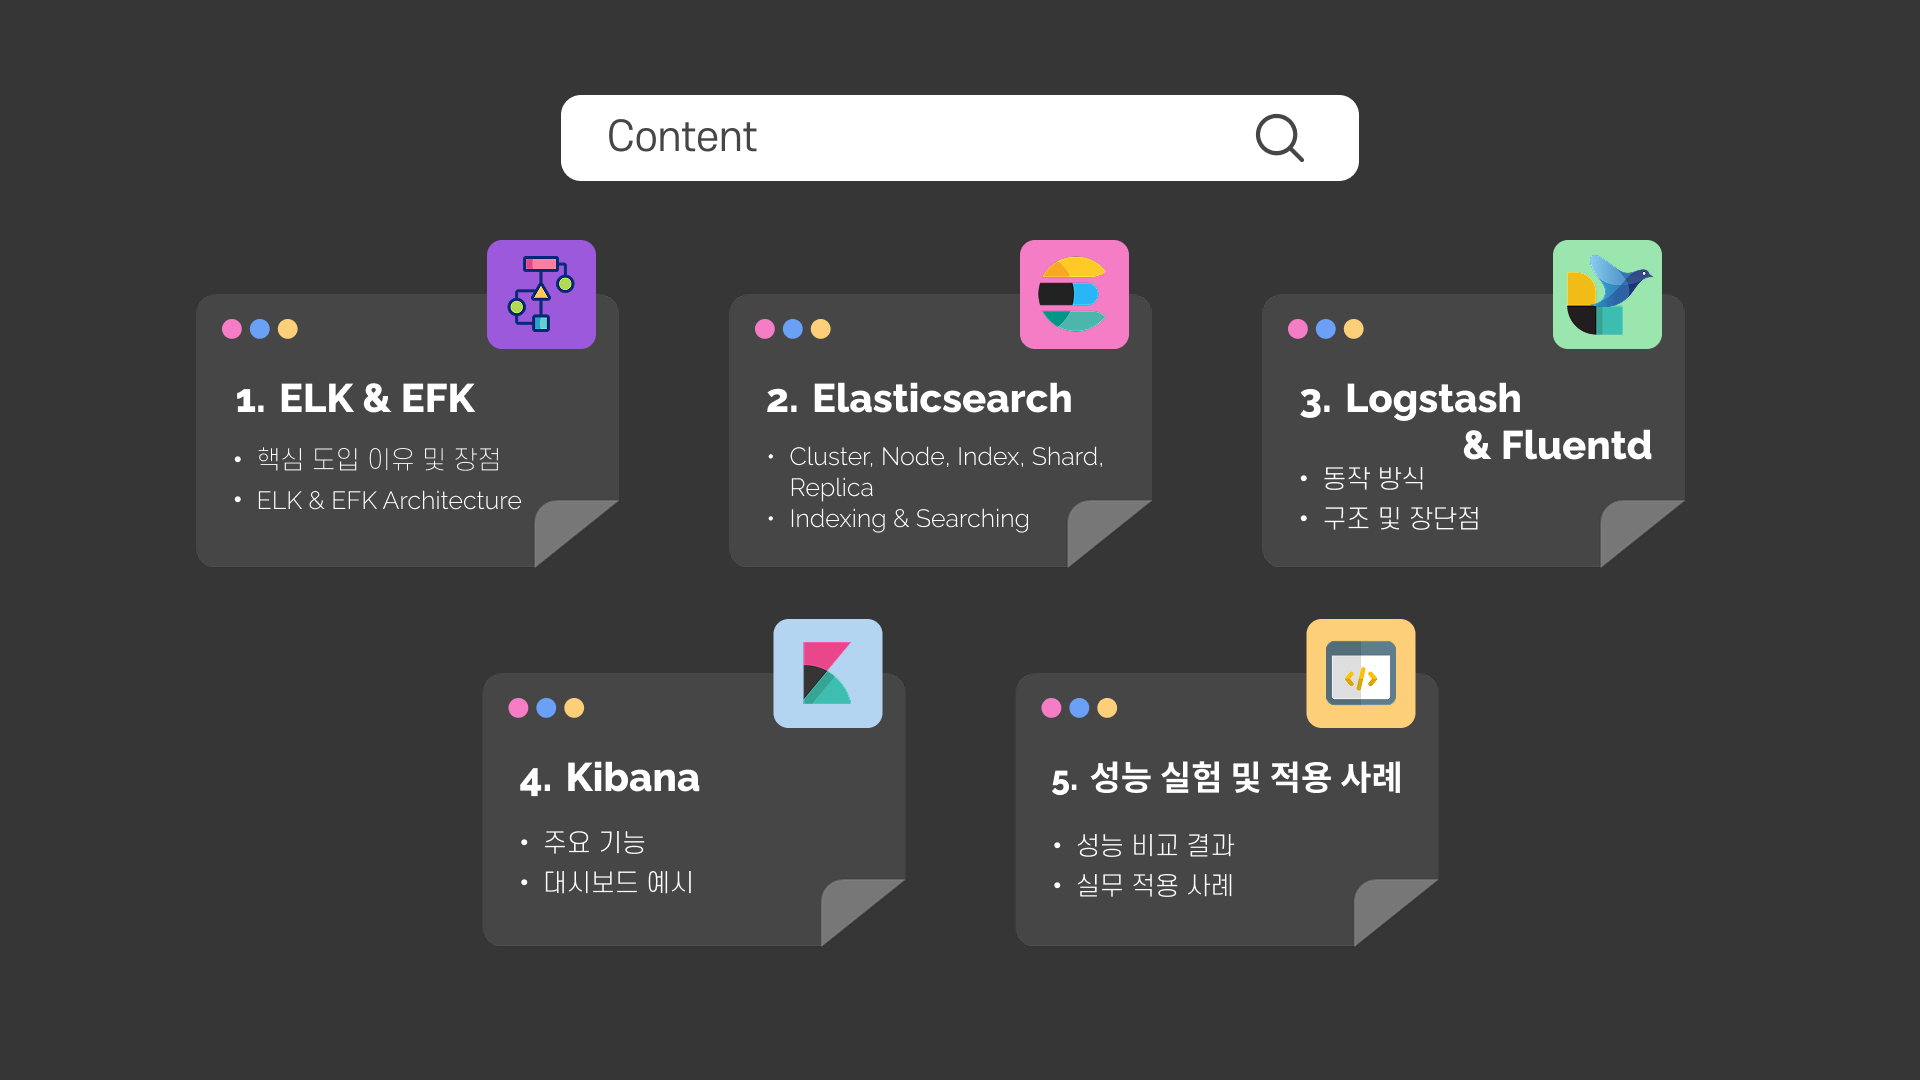 Content
1. ELK & EFK
• 핵심 도입 이유 및 장점
• ELK & EFK Architecture
2. Elasticsearch
• Cluster, Node, Index, Shard,
Replica
• Indexing & Searching
3. Logstash
& Fluentd
• 동작 방식
• 구조 및 장단점
4. Kibana
• 주요 기능
• 대시보드 예시
5. 성능 실험 및 적용 사례
• 성능 비교 결과
• 실무 적용 사례